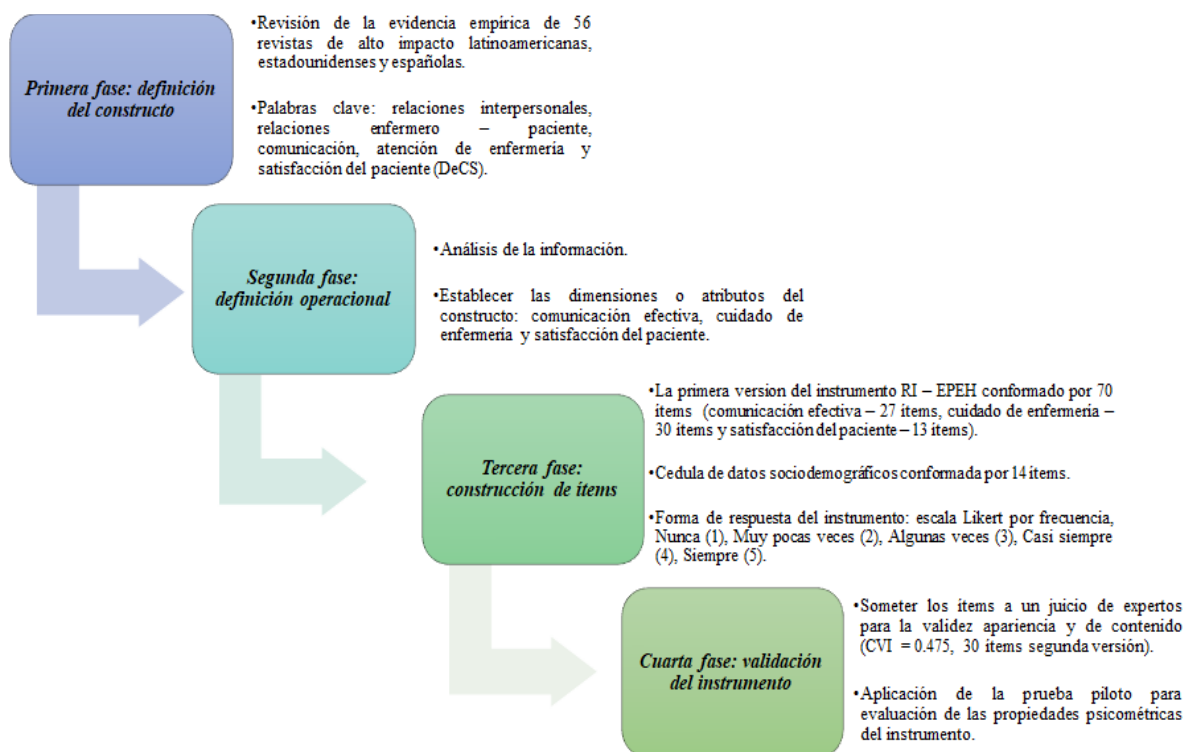 Primera fase: definición
del constructo
•Revisión de la evidencia empírica de 56
revistas de alto impacto latinoamericanas,
estadounidenses y españolas.
•Palabras clave: relaciones interpersonales,
relaciones enfermero – paciente,
comunicación, atención de enfermería y
satisfacción del paciente (DeCS).
Segunda fase:
definición operacional
•Análisis de la información.
•Establecer las dimensiones o atributos del
constructo: comunicación efectiva, cuidado de
enfermería y satisfacción del paciente.
Tercera fase:
construcción de ítems
•La primera version del instrumento RI – EPEH conformado por 70
ítems (comunicación efectiva – 27 ítems, cuidado de enfermería –
30 ítems y satisfacción del paciente – 13 ítems).
•Cedula de datos sociodemográficos conformada por 14 ítems.
•Forma de respuesta del instrumento: escala Likert por frecuencia,
Nunca (1), Muy pocas veces (2), Algunas veces (3), Casi siempre
(4), Siempre (5).
Cuarta fase: validación
del instrumento
•Someter los ítems a un juicio de expertos
para la validez apariencia y de contenido
(CVI = 0.475, 30 ítems segunda versión).
•Aplicación de la prueba piloto para
evaluación de las propiedades psicométricas
del instrumento.